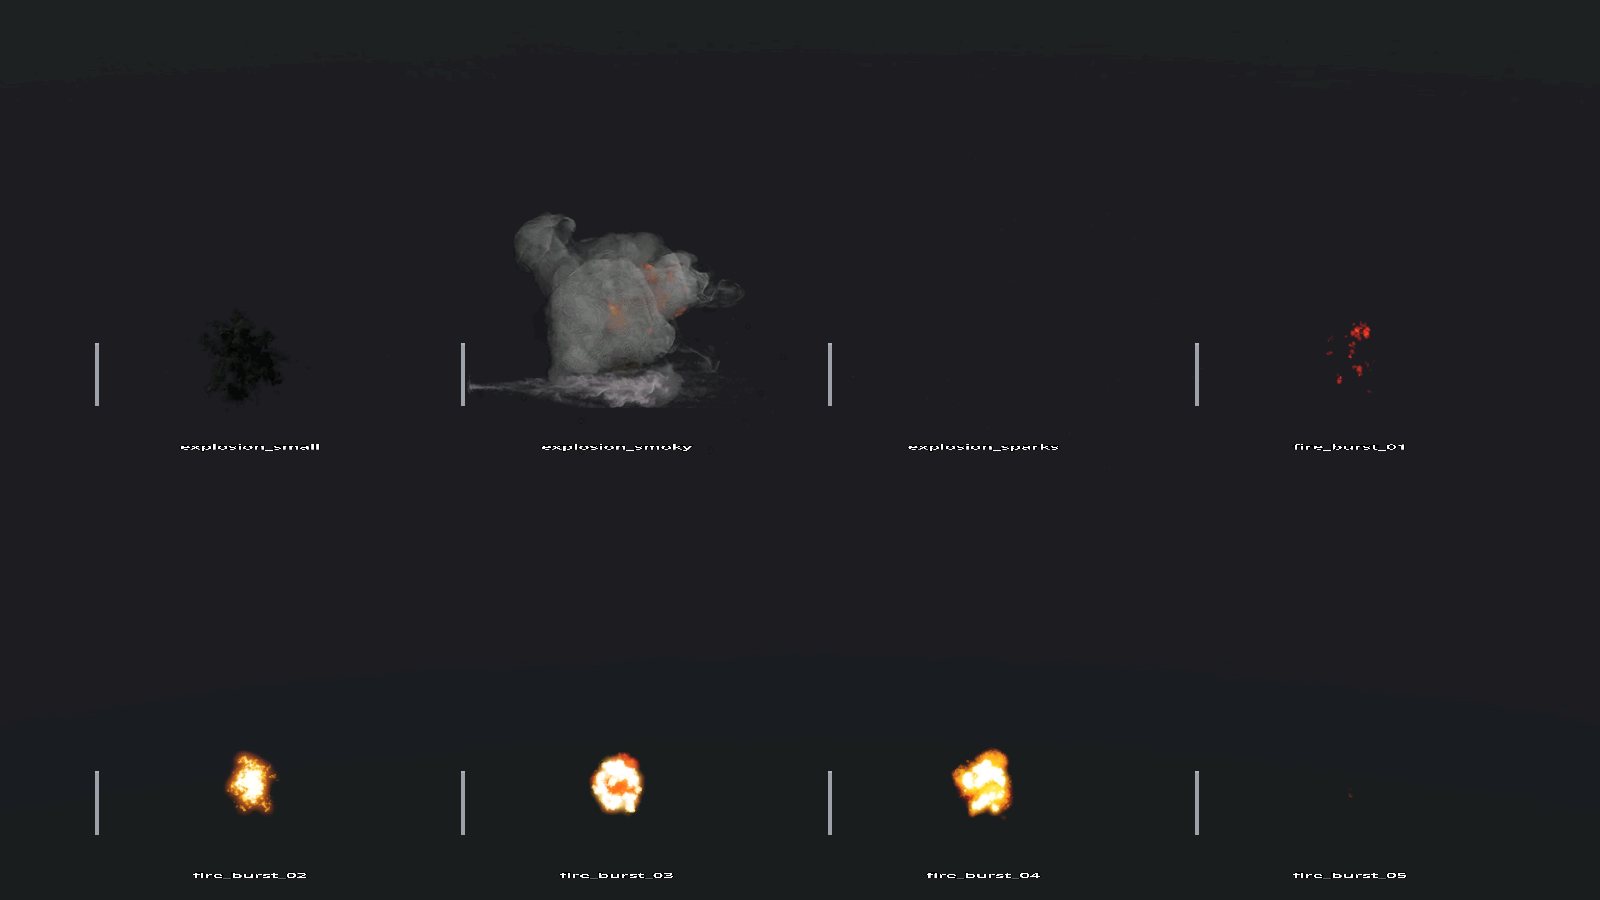 explosion_small
explosion_smoky
explosion_sparks
fire_burst_01
fire_burst_02
fire_burst_03
fire_burst_04
fire_burst_05